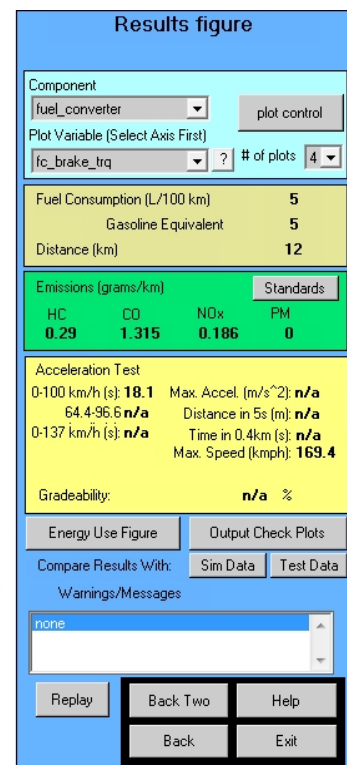 Results figure
Component
fuel_converter
plot control
Plot Variable (Select Axis First)
fc_brake_trq ? # of plots 4
Fuel Consumption (L/100 km) 5
Gasoline Equivalent 5
Distance (km) 12
Emissions (grams/km) Standards
HC CO NOx PM
0.29 1.315 0.186 0
Acceleration Test
0-100 km/h (s): 18.1 Max. Accel. (m/s^2): n/a
64.4-96.6 n/a Distance in 5s (m): n/a
0-137 km/h (s): n/a Time in 0.4km (s): n/a
Max. Speed (kmph): 169.4
Gradeability: n/a %
Energy Use Figure Output Check Plots
Compare Results With: Sim Data Test Data
Warnings/Messages
none
Replay Back Two Help
Back Exit